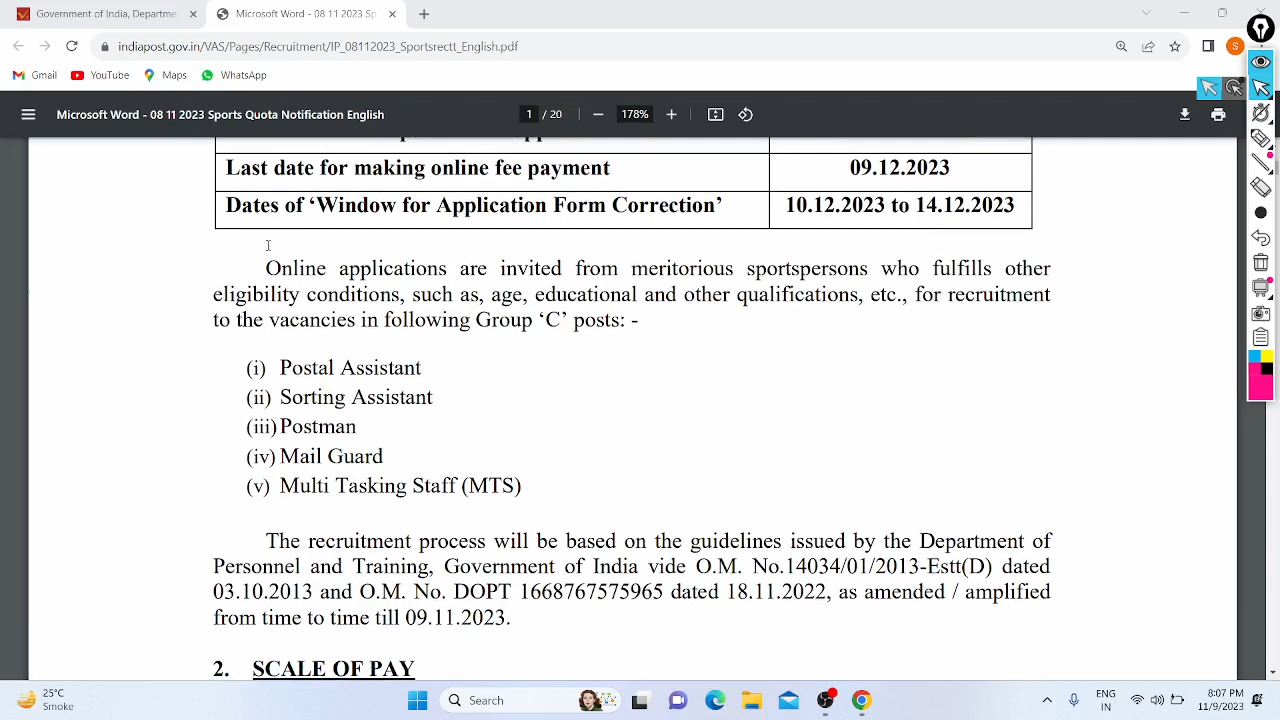 Government of India, Departme
Microsoft Word - 08 11 2023 Sp
indiapost.gov.in/VAS/Pages/Recruitment/IP_08112023_Sportsrectt_English.pdf
S
Gmail YouTube Maps WhatsApp
Microsoft Word - 08 11 2023 Sports Quota Notification English 1 / 20 178%
Last date for making online fee payment 09.12.2023
Dates of ‘Window for Application Form Correction’ 10.12.2023 to 14.12.2023
Online applications are invited from meritorious sportspersons who fulfills other
eligibility conditions, such as, age, educational and other qualifications, etc., for recruitment
to the vacancies in following Group ‘C’ posts: -
(i) Postal Assistant
(ii) Sorting Assistant
(iii) Postman
(iv) Mail Guard
(v) Multi Tasking Staff (MTS)
The recruitment process will be based on the guidelines issued by the Department of
Personnel and Training, Government of India vide O.M. No.14034/01/2013-Estt(D) dated
03.10.2013 and O.M. No. DOPT 1668767575965 dated 18.11.2022, as amended / amplified
from time to time till 09.11.2023.
2. SCALE OF PAY
25°C
Smoke
Search
ENG
IN
8:07 PM
11/9/2023